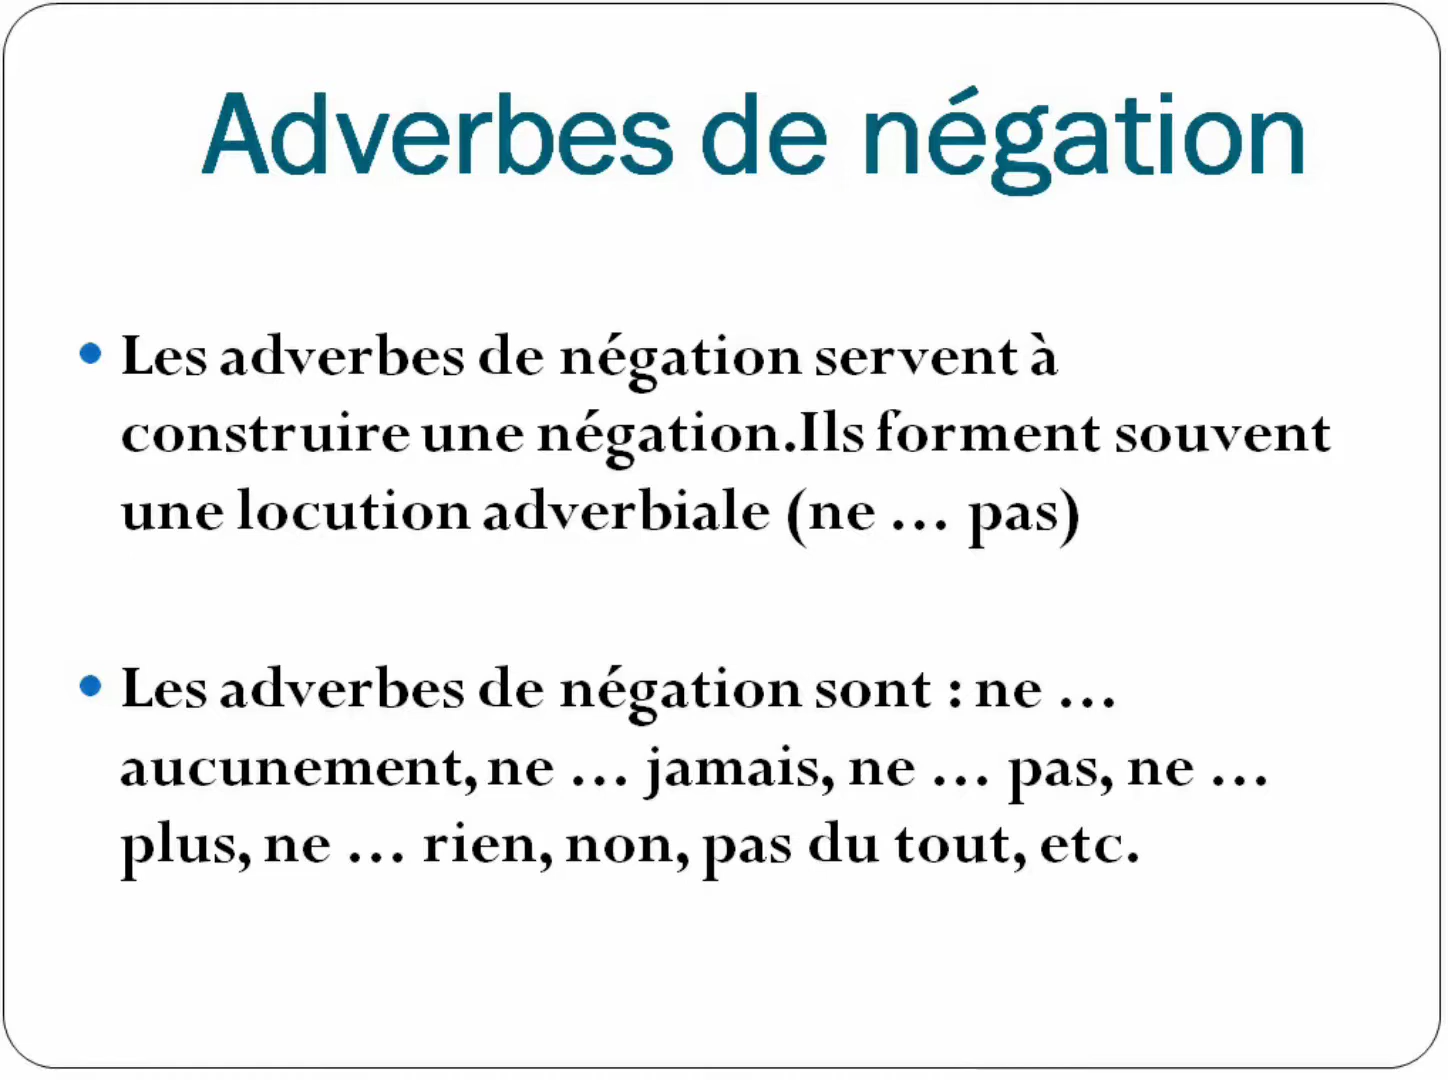 Adverbes de négation
Les adverbes de négation servent à
construire une négation.Ils forment souvent
une locution adverbiale (ne ... pas)
Les adverbes de négation sont : ne ...
aucunement, ne ... jamais, ne ... pas, ne ...
plus, ne ... rien, non, pas du tout, etc.